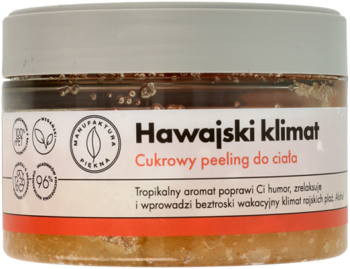 MANUFAKTURA
PIĘKNA
96%
Hawajski klimat
Cukrowy peeling do ciała
Tropikalny aromat poprawi Ci humor, zrelaksuje
i wprowadzi beztroski wakacyjny klimat rajskich plaż. Aloha!